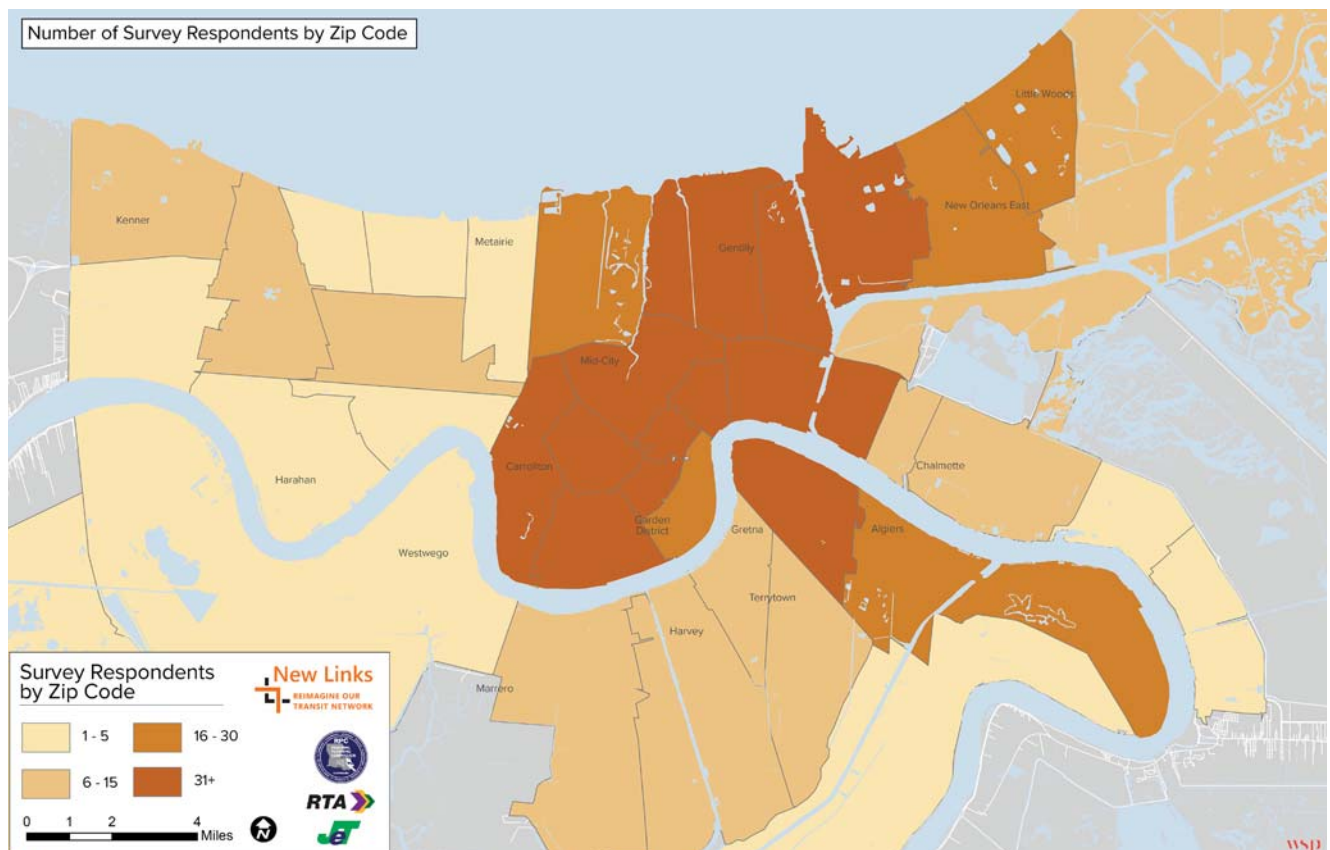 Number of Survey Respondents by Zip Code
Little Woods
Kenner
New Orleans East
Metairie
Gentilly
Mid-City
Carrollton
Chalmette
Harahan
Garden
District
Gretna
Algiers
Westwego
Terrytown
Harvey
Marrero
Survey Respondents
by Zip Code
1 - 5
16 - 30
6 - 15
31+
0 1 2 4
Miles
N
New Links
REIMAGINE OUR
TRANSIT NETWORK
RPC
RTA
JeT
WSP